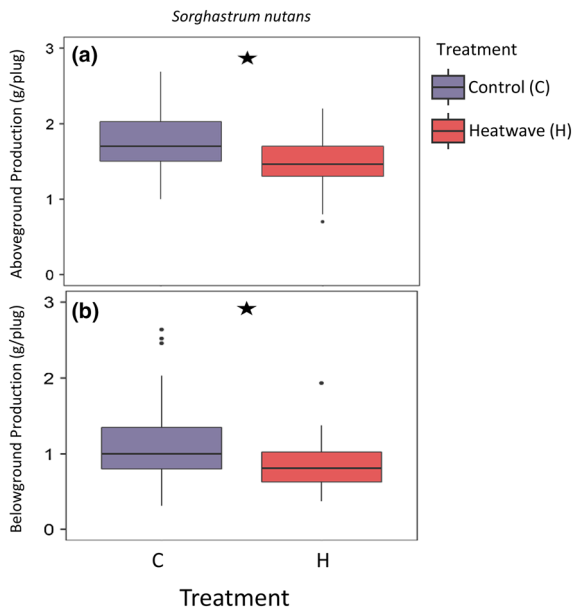 Sorghastrum nutans
(a)
Aboveground Production (g/plug)
3
2
1
0
Treatment
Control (C)
Heatwave (H)
(b)
Belowground Production (g/plug)
3
2
1
0
C H
Treatment